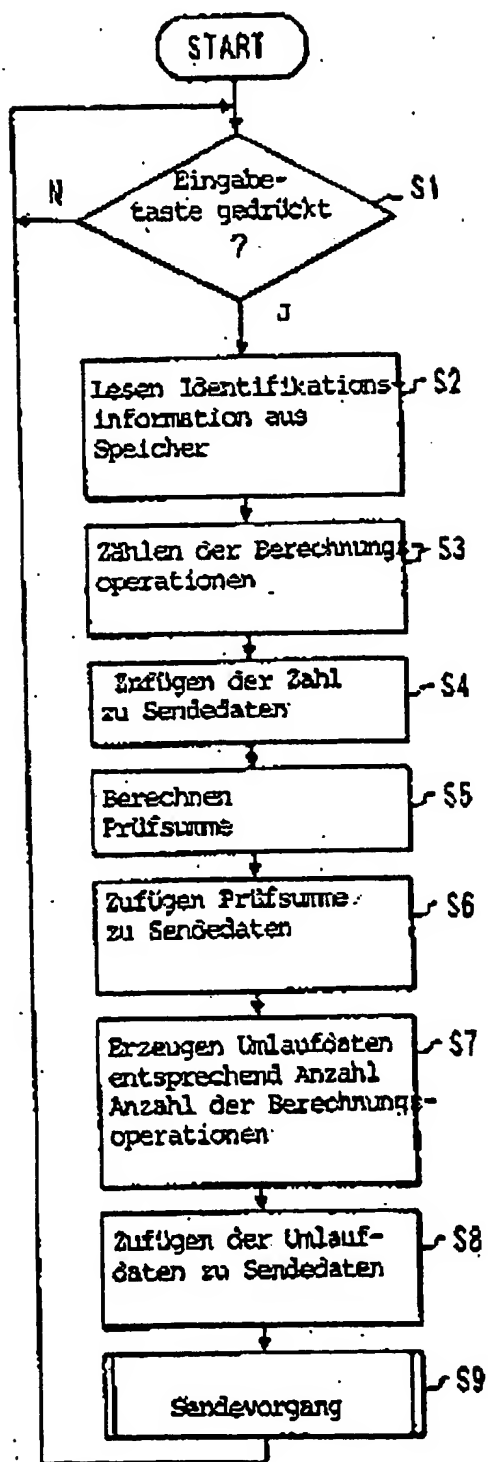 START
Eingabe-
taste gedrückt
?
S1
N
J
Lesen Identifikations-
information aus
Speicher
S2
Zählen der Berechnungs-
operationen
S3
Zufügen der Zahl
zu Sendedaten
S4
Berechnen
Prüfsumme
S5
Zufügen Prüfsumme
zu Sendedaten
S6
Erzeugen Umlaufdaten
entsprechend Anzahl
Anzahl der Berechnungs-
operationen
S7
Zufügen der Umlauf-
daten zu Sendedaten
S8
Sendevorgang
S9